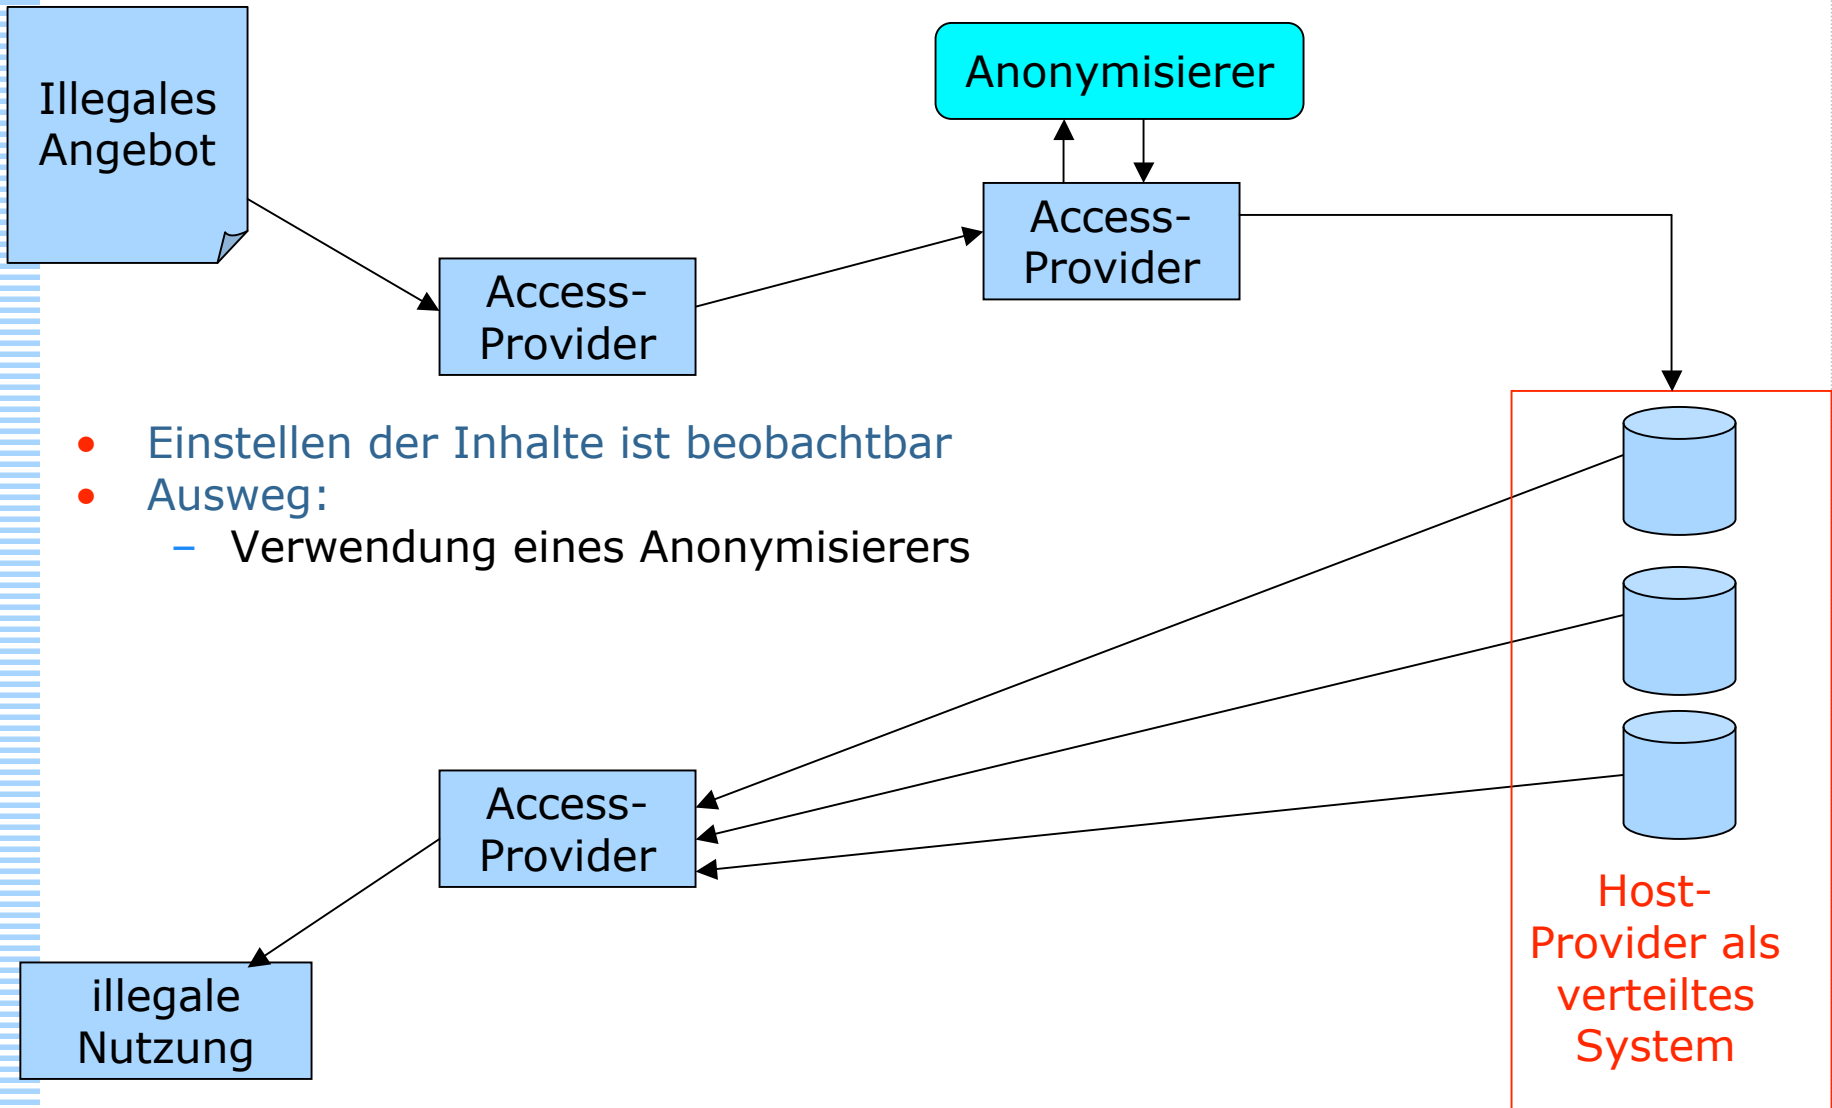 Illegales
Angebot
Anonymisierer
Access-
Provider
Access-
Provider
• Einstellen der Inhalte ist beobachtbar
• Ausweg:
– Verwendung eines Anonymisierers
Access-
Provider
Host-
Provider als
verteiltes
System
illegale
Nutzung